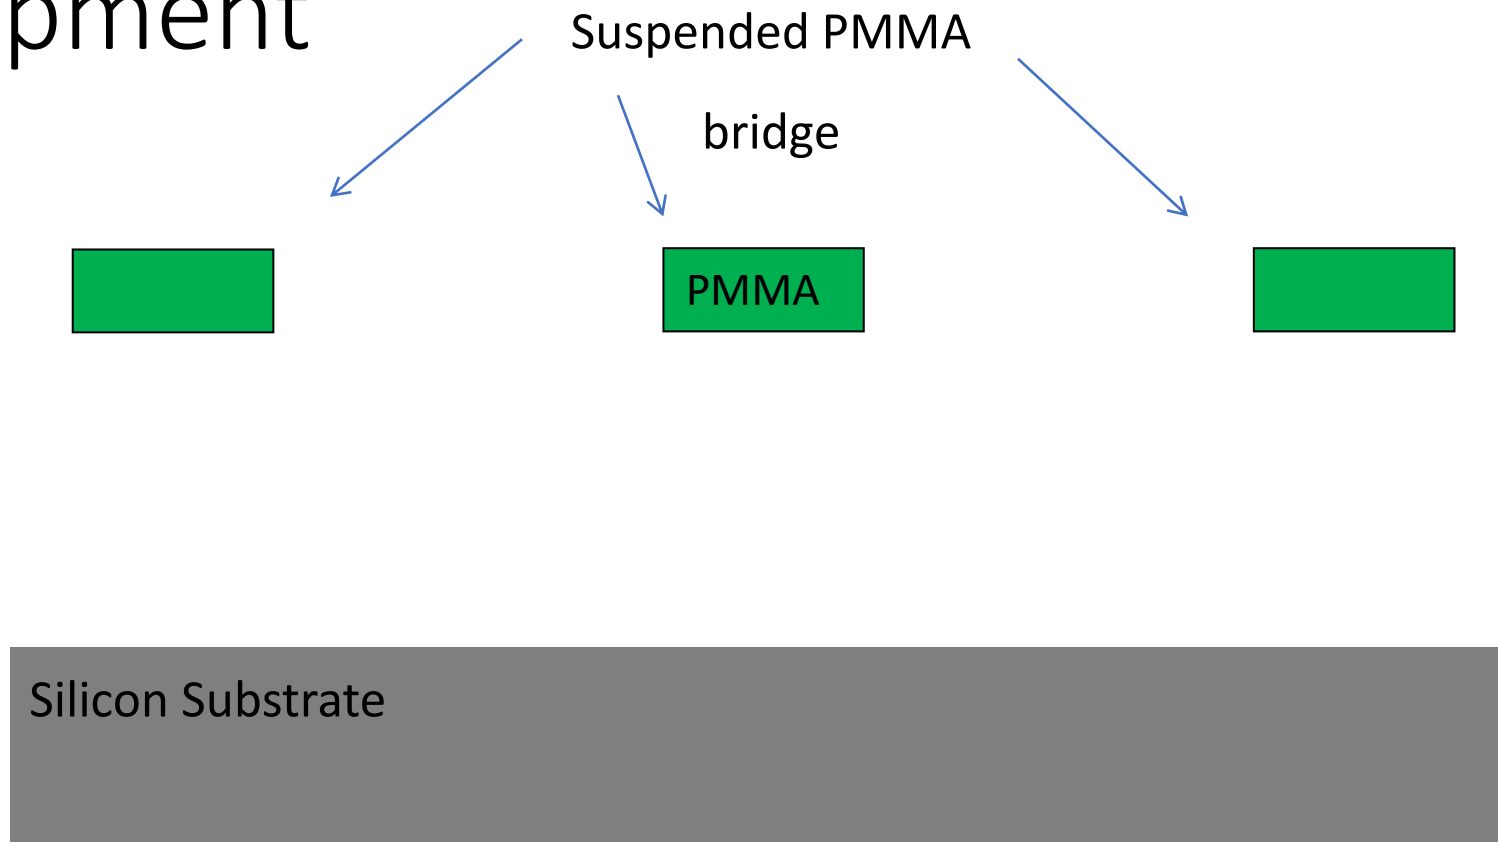 pment
Suspended PMMA
bridge
PMMA
Silicon Substrate